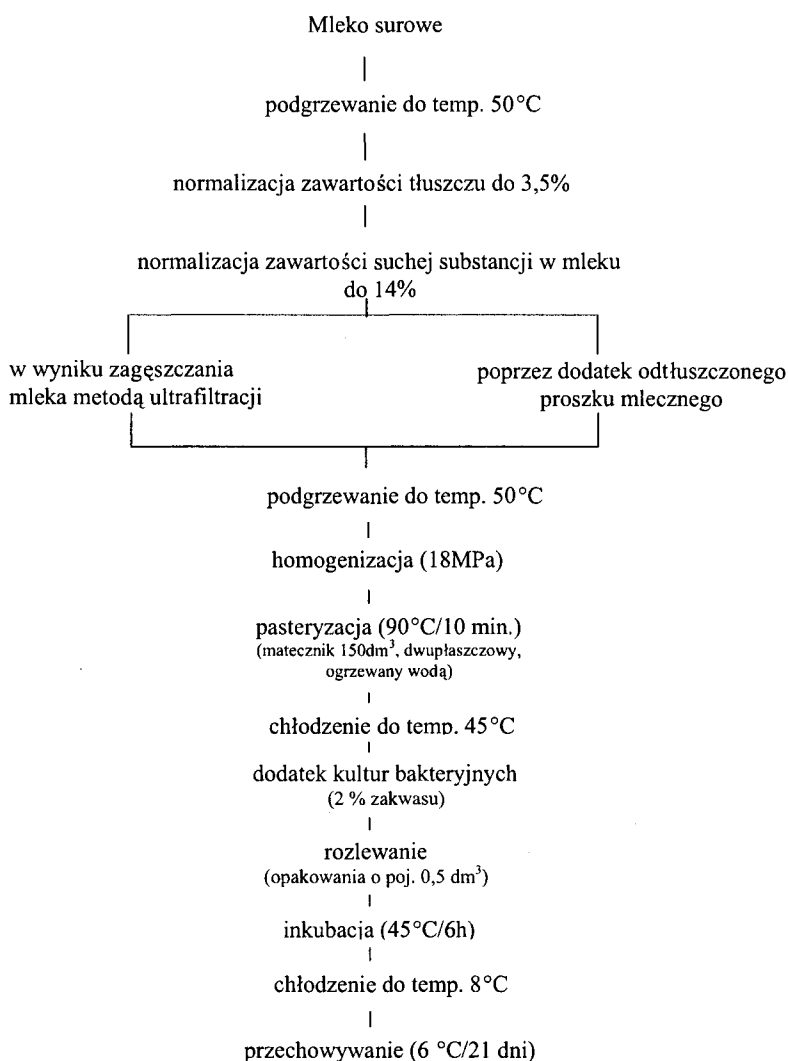 Mleko surowe
podgrzewanie do temp. 50°C
normalizacja zawartości tłuszczu do 3,5%
normalizacja zawartości suchej substancji w mleku
do 14%
w wyniku zagęszczania
mleka metodą ultrafiltracji
poprzez dodatek odtłuszczonego
proszku mlecznego
podgrzewanie do temp. 50°C
homogenizacja (18MPa)
pasteryzacja (90°C/10 min.)
(matecznik 150dm³, dwupłaszczowy,
ogrzewany wodą)
chłodzenie do temp. 45°C
dodatek kultur bakteryjnych
(2 % zakwasu)
rozlewanie
(opakowania o poj. 0,5 dm³)
inkubacja (45°C/6h)
chłodzenie do temp. 8°C
przechowywanie (6 °C/21 dni)